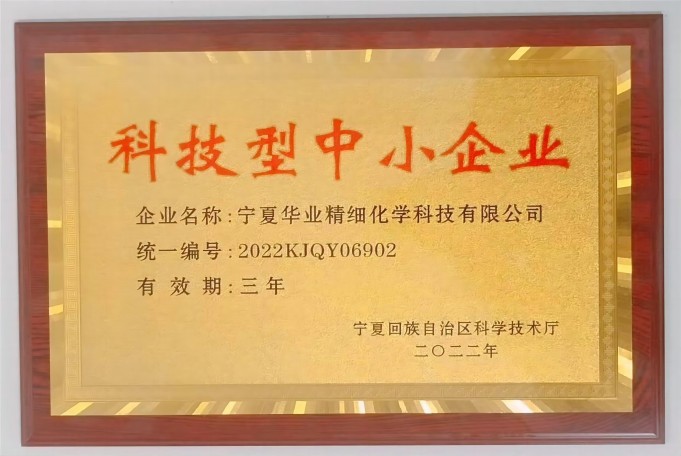 科技型中小企业
企业名称:宁夏华业精细化学科技有限公司
统一编号:2022KJQY06902
有效期:三年
宁夏回族自治区科学技术厅
二〇二二年